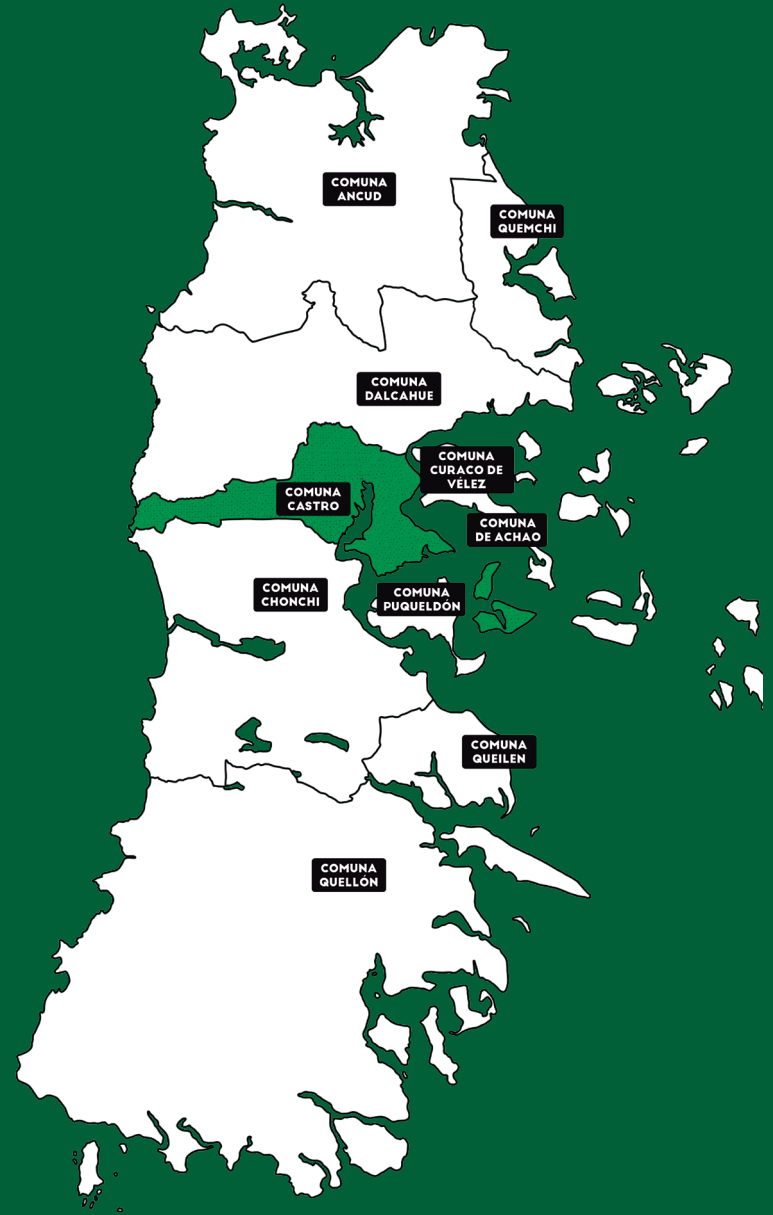 COMUNA
ANCUD
COMUNA
QUEMCHI
COMUNA
DALCAHUE
COMUNA
CURACO DE
VÉLEZ
COMUNA
CASTRO
COMUNA
DE ACHAO
COMUNA
CHONCHI
COMUNA
PUQUELDÓN
COMUNA
QUEILEN
COMUNA
QUELLÓN